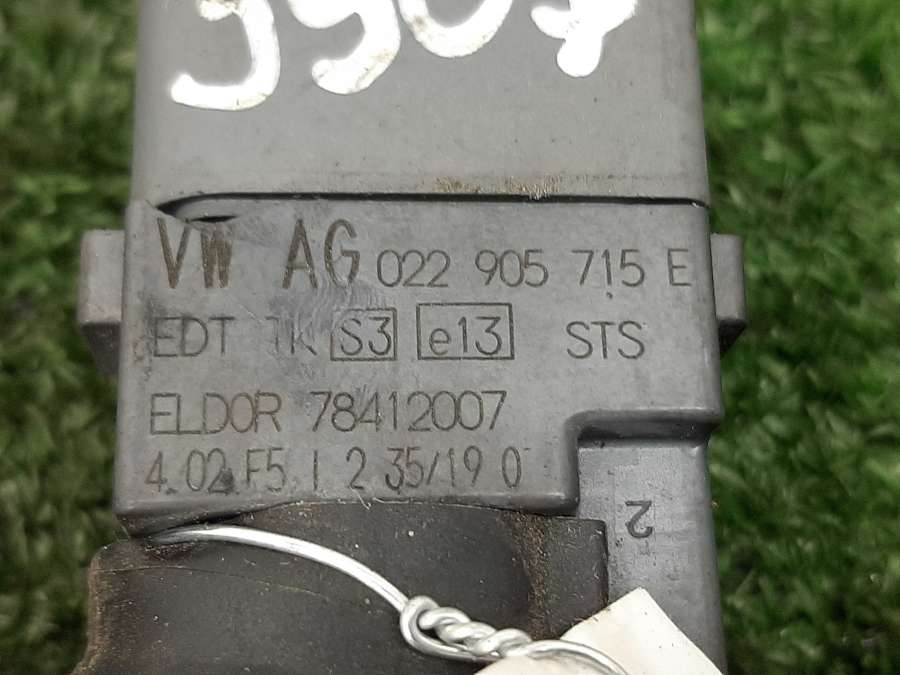 VW AG 022 905 715 E
EDT TK S3 e13 STS
ELDOR 78412007
4.02.F5.1 2 35/19 0
2